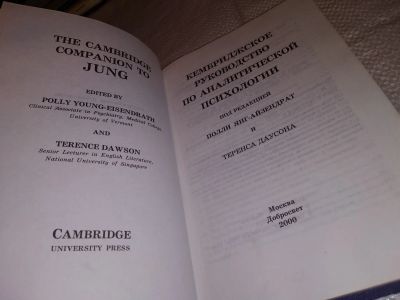 THE CAMBRIDGE
COMPANION TO
JUNG
EDITED BY
POLLY YOUNG-EISENDRATH
Clinical Associate in Psychiatry, Medical College,
University of Vermont
AND
TERENCE DAWSON
Senior Lecturer in English Literature,
National University of Singapore
CAMBRIDGE
UNIVERSITY PRESS
КЕМБРИДЖСКОЕ
РУКОВОДСТВО
ПО АНАЛИТИЧЕСКОЙ
ПСИХОЛОГИИ
ПОД РЕДАКЦИЕЙ
ПОЛЛИ ЯНГ-АЙЗЕНДРАТ
И
ТЕРЕНСА ДАУСОНА
Москва
Добросвет
2000